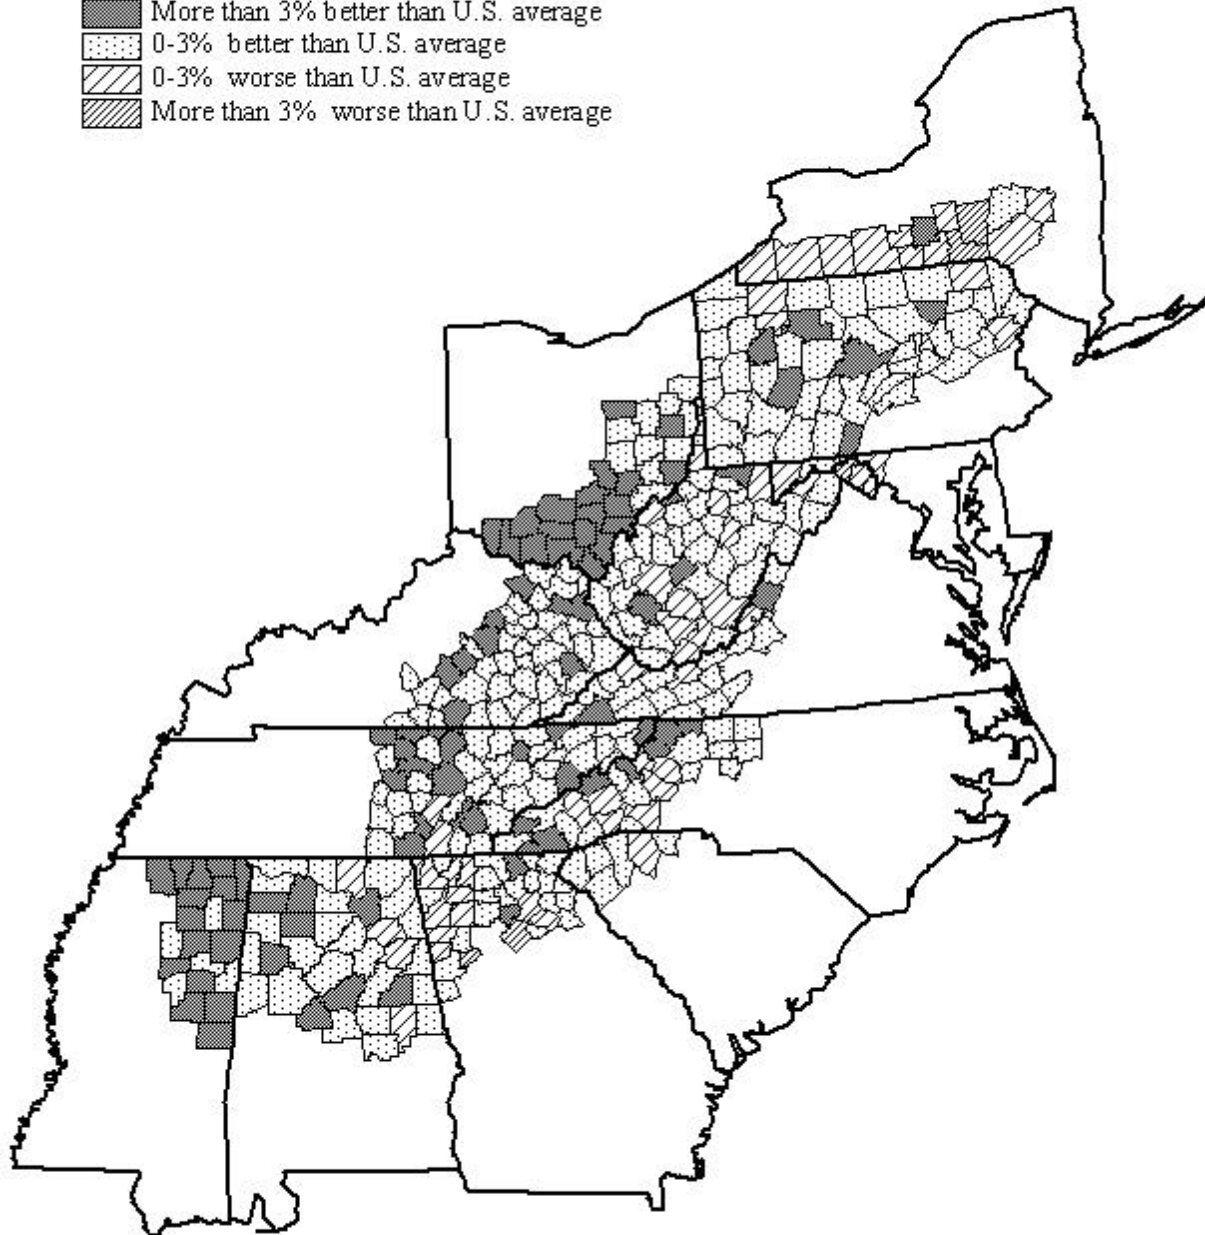 More than 3% better than U.S. average
0-3% better than U.S. average
0-3% worse than U.S. average
More than 3% worse than U.S. average